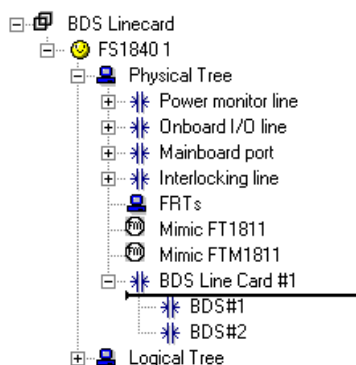 BDS Linecard
FS1840 1
Physical Tree
Power monitor line
Onboard I/O line
Mainboard port
Interlocking line
FRTs
Mimic FT1811
Mimic FTM1811
BDS Line Card #1
BDS#1
BDS#2
Logical Tree